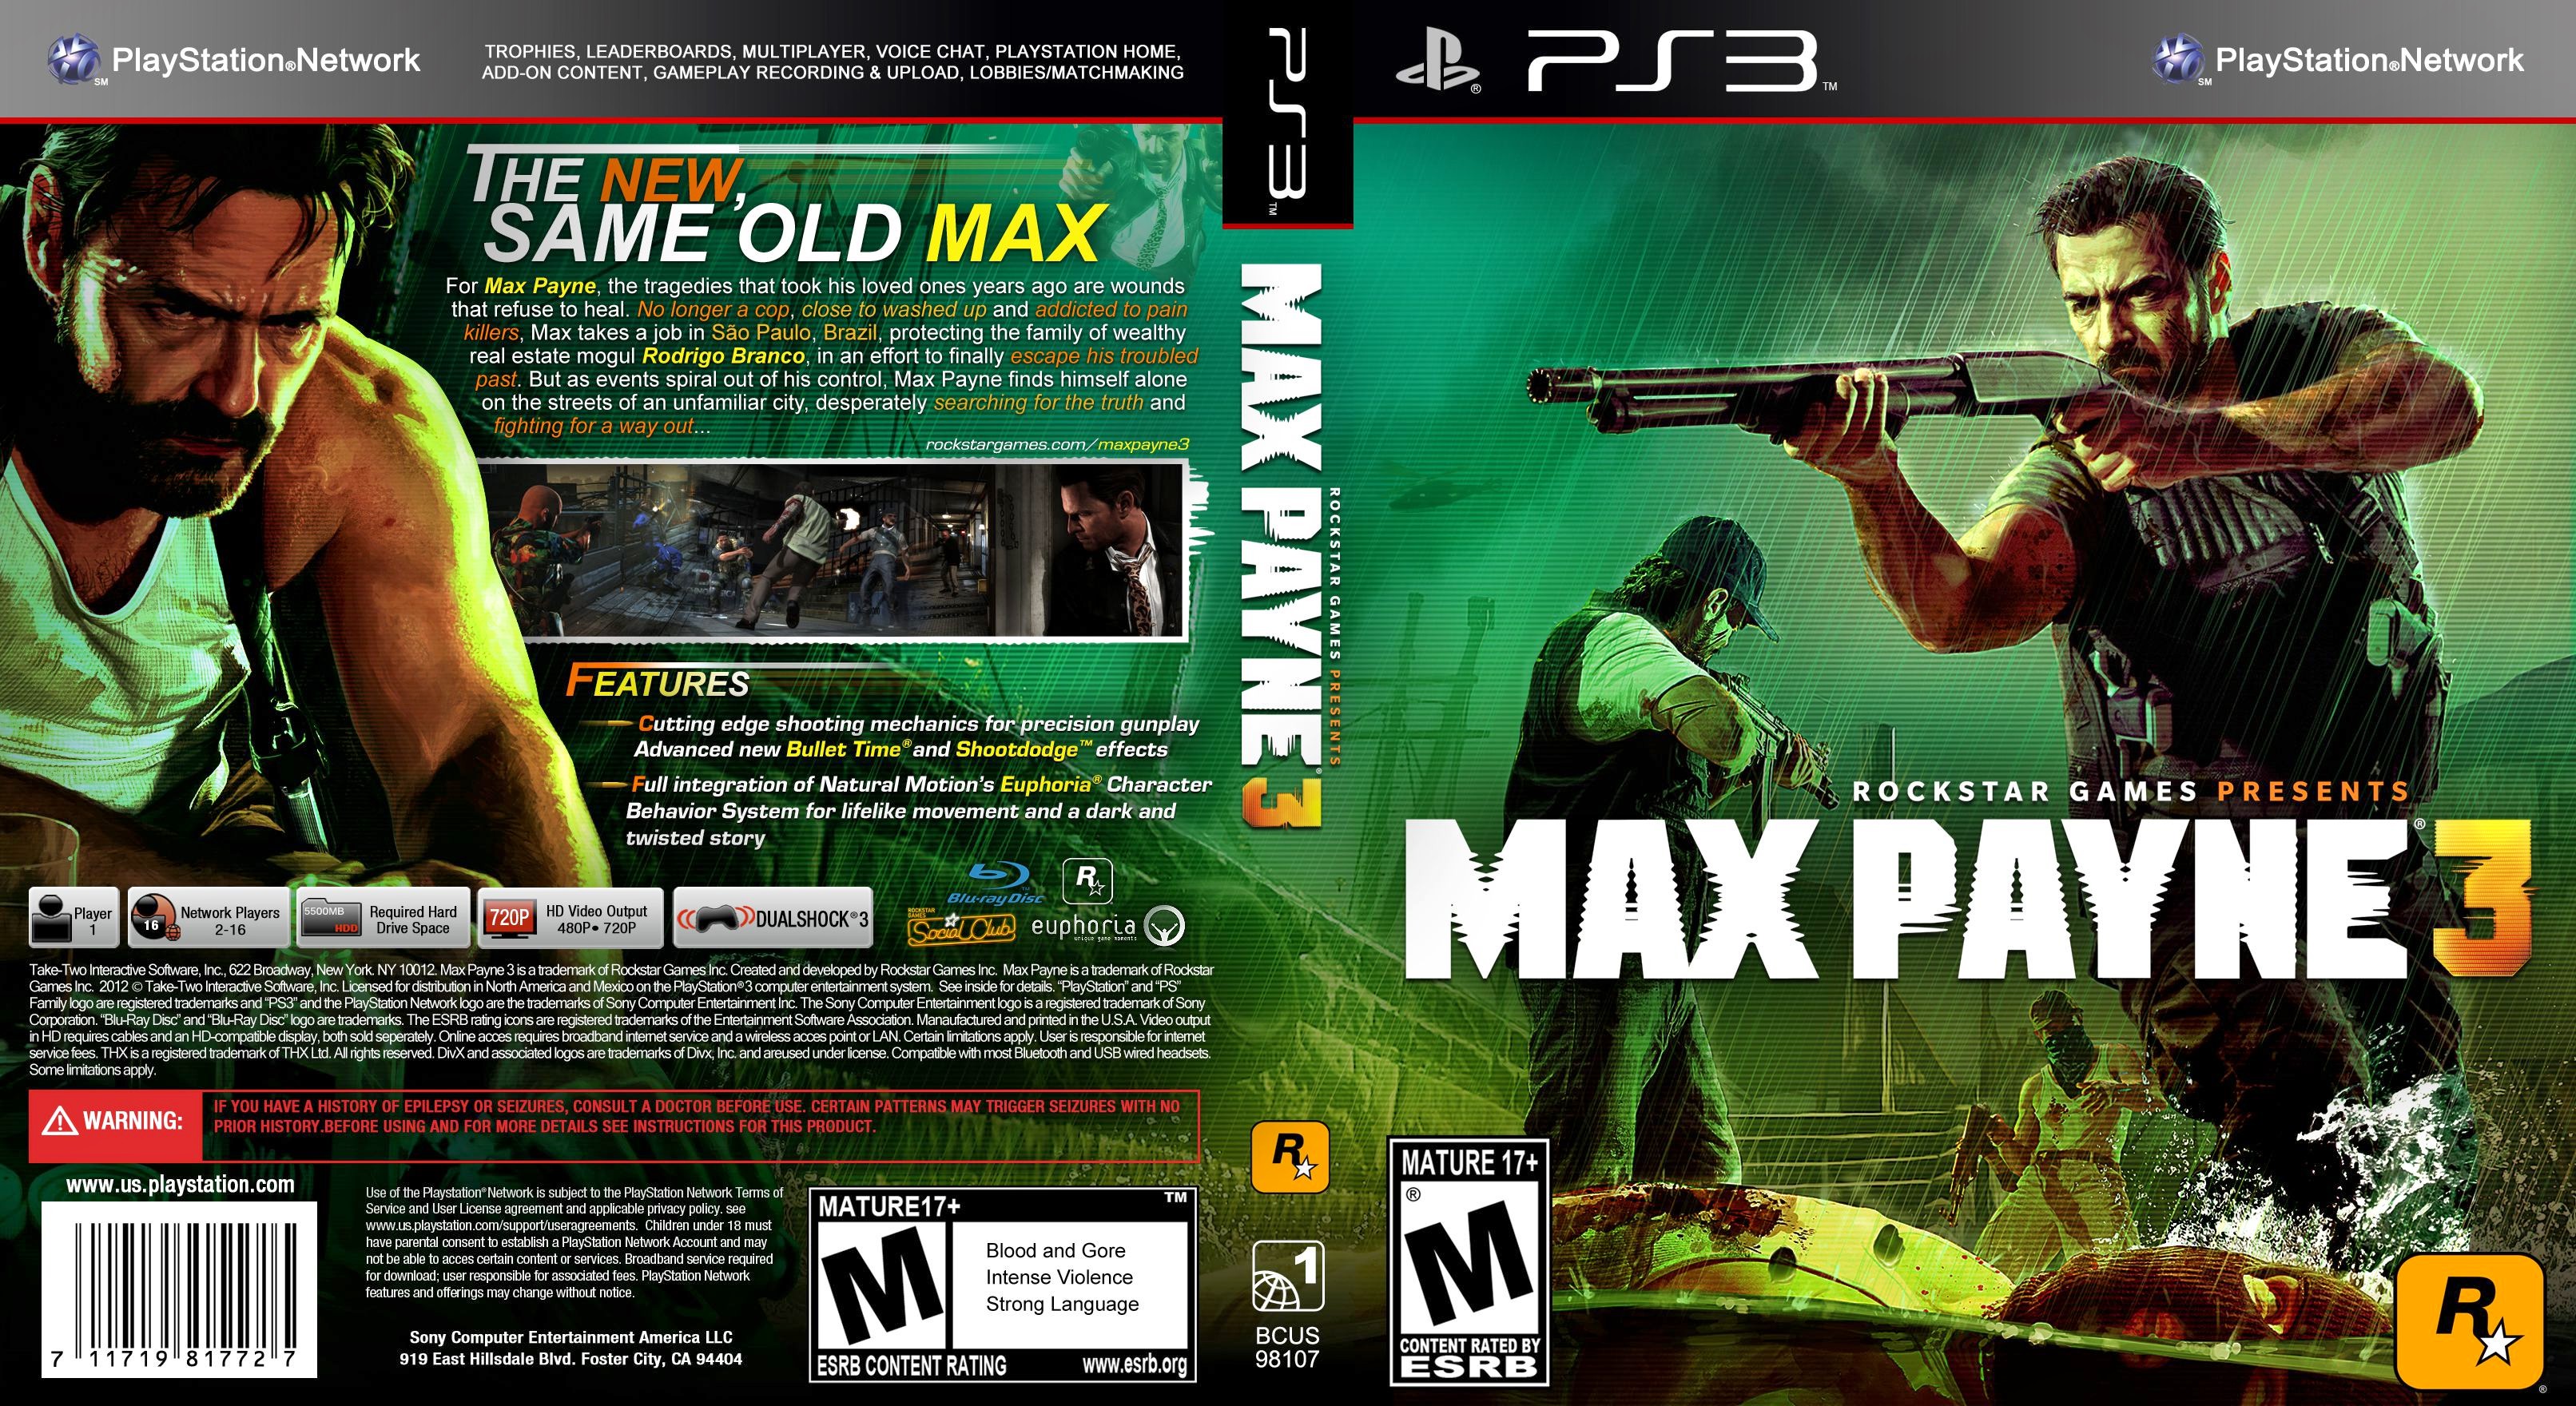 PlayStation®Network
SM
TROPHIES, LEADERBOARDS, MULTIPLAYER, VOICE CHAT, PLAYSTATION HOME,
ADD-ON CONTENT, GAMEPLAY RECORDING & UPLOAD, LOBBIES/MATCHMAKING
THE NEW,
SAME OLD MAX
For Max Payne, the tragedies that took his loved ones years ago are wounds
that refuse to heal. No longer a cop, close to washed up and addicted to pain
killers, Max takes a job in São Paulo, Brazil, protecting the family of wealthy
real estate mogul Rodrigo Branco, in an effort to finally escape his troubled
past. But as events spiral out of his control, Max Payne finds himself alone
on the streets of an unfamiliar city, desperately searching for the truth and
fighting for a way out...
rockstargames.com/maxpayne3
FEATURES
Cutting edge shooting mechanics for precision gunplay
Advanced new Bullet Time® and Shootdodge™ effects
Full integration of Natural Motion's Euphoria® Character
Behavior System for lifelike movement and a dark and
twisted story
Player
1
16
Network Players
2-16
5500MB
HDD
Required Hard
Drive Space
720P
HD Video Output
480P• 720P
DUALSHOCK®3
Blu-ray Disc
R
ROCKSTAR
GAMES
Social Club
euphoria
unique game moments
Take-Two Interactive Software, Inc., 622 Broadway, New York. NY 10012. Max Payne 3 is a trademark of Rockstar Games Inc. Created and developed by Rockstar Games Inc. Max Payne is a trademark of Rockstar
Games Inc. 2012 © Take-Two Interactive Software, Inc. Licensed for distribution in North America and Mexico on the PlayStation®3 computer entertainment system. See inside for details. "PlayStation" and "PS"
Family logo are registered trademarks and "PS3" and the PlayStation Network logo are the trademarks of Sony Computer Entertainment Inc. The Sony Computer Entertainment logo is a registered trademark of Sony
Corporation. "Blu-Ray Disc" and "Blu-Ray Disc" logo are trademarks. The ESRB rating icons are registered trademarks of the Entertainment Software Association. Manaufactured and printed in the U.S.A. Video output
in HD requires cables and an HD-compatible display, both sold seperately. Online acces requires broadband internet service and a wireless acces point or LAN. Certain limitations apply. User is responsible for internet
service fees. THX is a registered trademark of THX Ltd. All rights reserved. DivX and associated logos are trademarks of Divx, Inc. and areused under license. Compatible with most Bluetooth and USB wired headsets.
Some limitations apply.
WARNING:
IF YOU HAVE A HISTORY OF EPILEPSY OR SEIZURES, CONSULT A DOCTOR BEFORE USE. CERTAIN PATTERNS MAY TRIGGER SEIZURES WITH NO
PRIOR HISTORY.BEFORE USING AND FOR MORE DETAILS SEE INSTRUCTIONS FOR THIS PRODUCT.
www.us.playstation.com
7 11719 81772 7
Use of the Playstation®Network is subject to the PlayStation Network Terms of
Service and User License agreement and applicable privacy policy. see
www.us.playstation.com/support/useragreements. Children under 18 must
have parental consent to establish a PlayStation Network Account and may
not be able to acces certain content or services. Broadband service required
for download; user responsible for associated fees. PlayStation Network
features and offerings may change without notice.
Sony Computer Entertainment America LLC
919 East Hillsdale Blvd. Foster City, CA 94404
MATURE17+ ™
M
Blood and Gore
Intense Violence
Strong Language
ESRB CONTENT RATING www.esrb.org
PS3™
MAX PAYNE® 3
ROCKSTAR GAMES PRESENTS
R
1
BCUS
98107
PS3™
PlayStation®Network
SM
ROCKSTAR GAMES PRESENTS
MAX PAYNE® 3
MATURE 17+
®
M
CONTENT RATED BY
ESRB
R
®